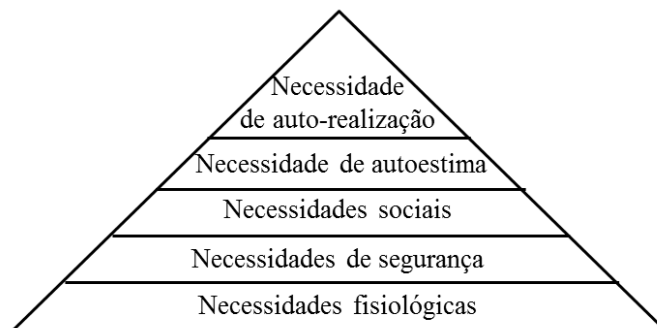 Necessidade
de auto-realização
Necessidade de autoestima
Necessidades sociais
Necessidades de segurança
Necessidades fisiológicas